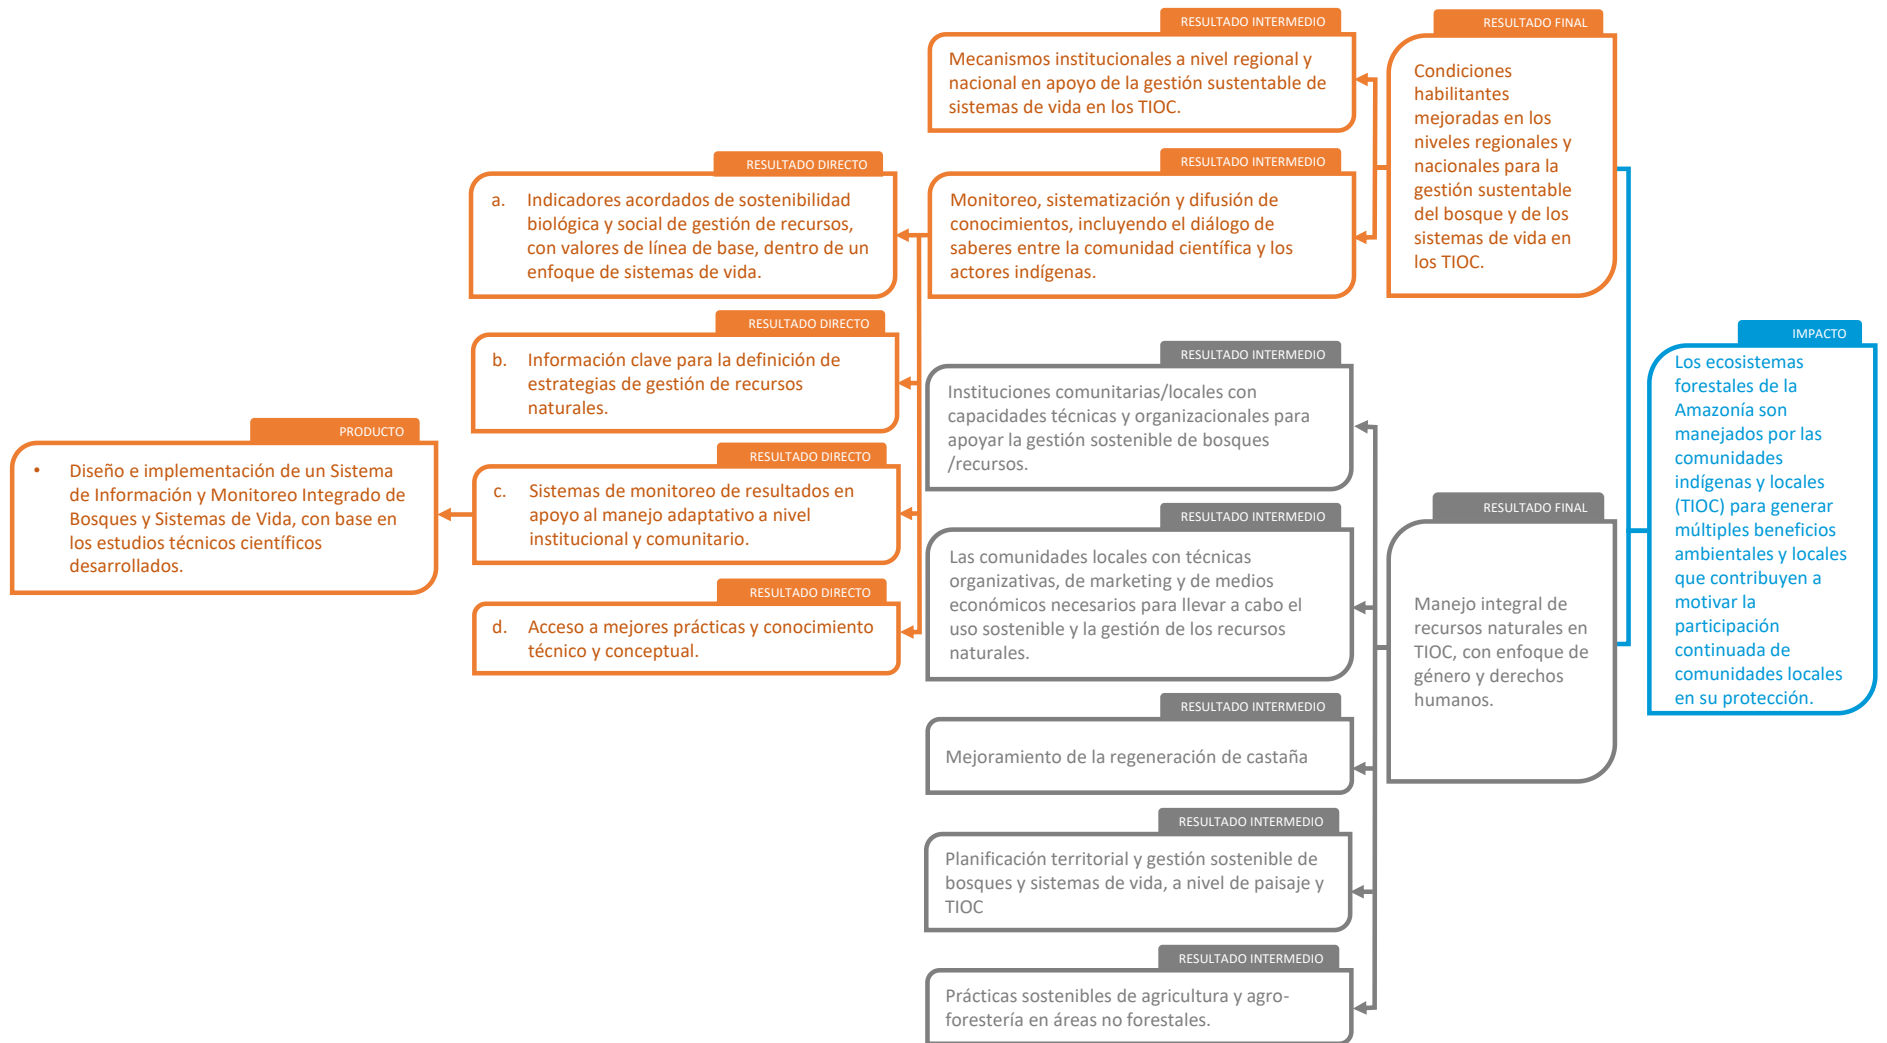 RESULTADO INTERMEDIO
Mecanismos institucionales a nivel regional y
nacional en apoyo de la gestión sustentable de
sistemas de vida en los TIOC.
RESULTADO FINAL
Condiciones
habilitantes
mejoradas en los
niveles regionales y
nacionales para la
gestión sustentable
del bosque y de los
sistemas de vida en
los TIOC.
RESULTADO DIRECTO
a. Indicadores acordados de sostenibilidad
biológica y social de gestión de recursos,
con valores de línea de base, dentro de un
enfoque de sistemas de vida.
RESULTADO INTERMEDIO
Monitoreo, sistematización y difusión de
conocimientos, incluyendo el diálogo de
saberes entre la comunidad científica y los
actores indígenas.
RESULTADO DIRECTO
b. Información clave para la definición de
estrategias de gestión de recursos
naturales.
RESULTADO INTERMEDIO
Instituciones comunitarias/locales con
capacidades técnicas y organizacionales para
apoyar la gestión sostenible de bosques
/recursos.
IMPACTO
Los ecosistemas
forestales de la
Amazonía son
manejados por las
comunidades
indígenas y locales
(TIOC) para generar
múltiples beneficios
ambientales y locales
que contribuyen a
motivar la
participación
continuada de
comunidades locales
en su protección.
PRODUCTO
• Diseño e implementación de un Sistema
de Información y Monitoreo Integrado de
Bosques y Sistemas de Vida, con base en
los estudios técnicos científicos
desarrollados.
RESULTADO DIRECTO
c. Sistemas de monitoreo de resultados en
apoyo al manejo adaptativo a nivel
institucional y comunitario.
RESULTADO INTERMEDIO
Las comunidades locales con técnicas
organizativas, de marketing y de medios
económicos necesarios para llevar a cabo el
uso sostenible y la gestión de los recursos
naturales.
RESULTADO FINAL
Manejo integral de
recursos naturales en
TIOC, con enfoque de
género y derechos
humanos.
RESULTADO DIRECTO
d. Acceso a mejores prácticas y conocimiento
técnico y conceptual.
RESULTADO INTERMEDIO
Mejoramiento de la regeneración de castaña
RESULTADO INTERMEDIO
Planificación territorial y gestión sostenible de
bosques y sistemas de vida, a nivel de paisaje y
TIOC
RESULTADO INTERMEDIO
Prácticas sostenibles de agricultura y agro-
forestería en áreas no forestales.